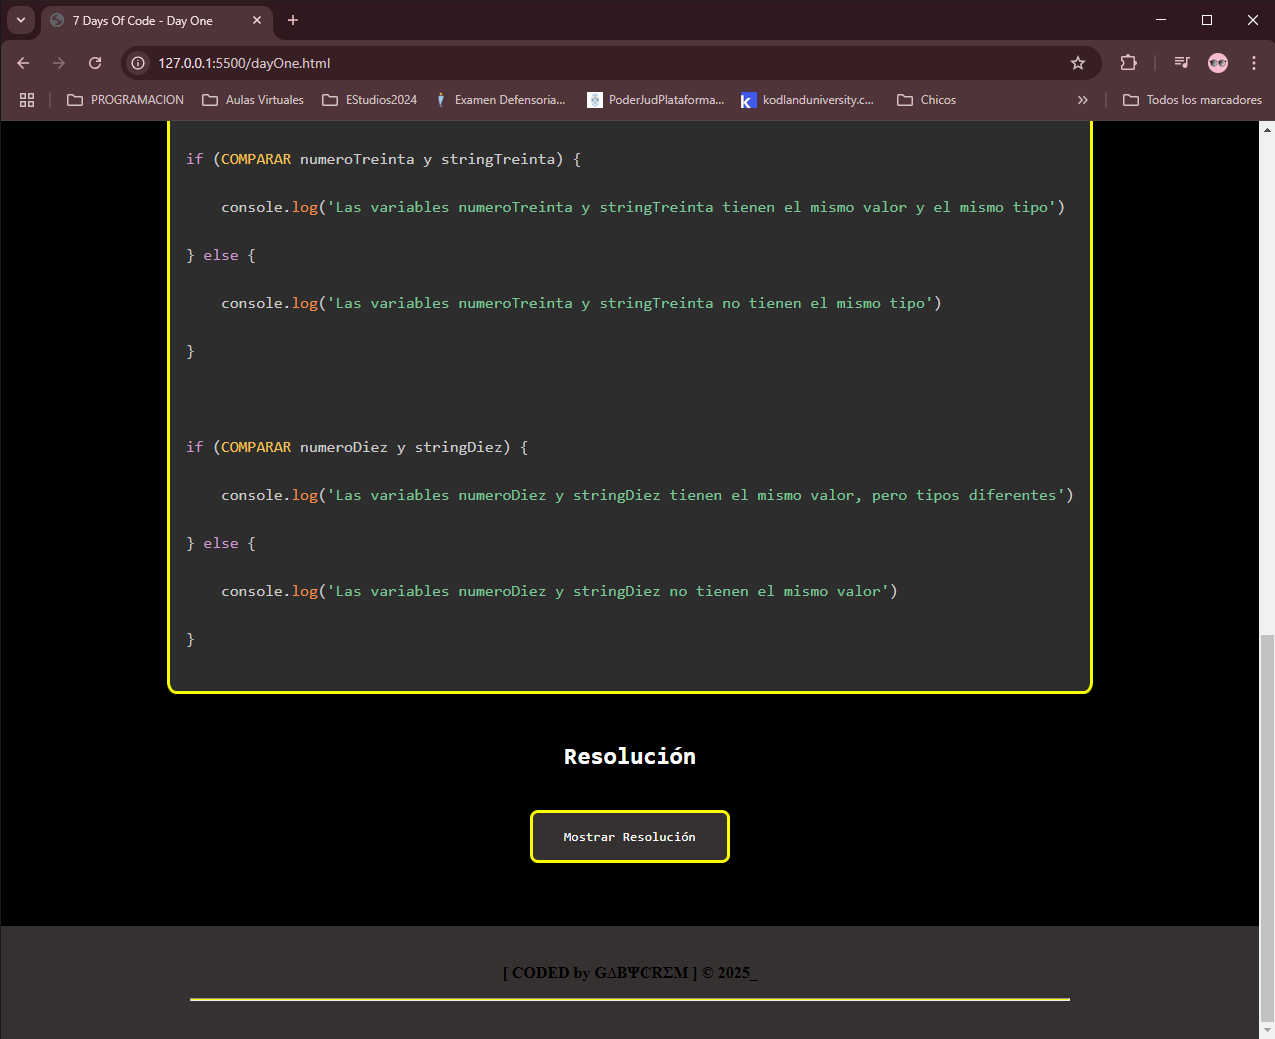 7 Days Of Code - Day One
127.0.0.1:5500/dayOne.html
PROGRAMACION
Aulas Virtuales
EStudios2024
Examen Defensoria...
PoderJudPlataforma...
kodlanduniversity.c...
Chicos
Todos los marcadores
if (COMPARAR numeroTreinta y stringTreinta) {
console.log('Las variables numeroTreinta y stringTreinta tienen el mismo valor y el mismo tipo')
} else {
console.log('Las variables numeroTreinta y stringTreinta no tienen el mismo tipo')
}
if (COMPARAR numeroDiez y stringDiez) {
console.log('Las variables numeroDiez y stringDiez tienen el mismo valor, pero tipos diferentes')
} else {
console.log('Las variables numeroDiez y stringDiez no tienen el mismo valor')
}
Resolución
Mostrar Resolución
[ CODED by GΔBΨ₢RΣM ] © 2025_